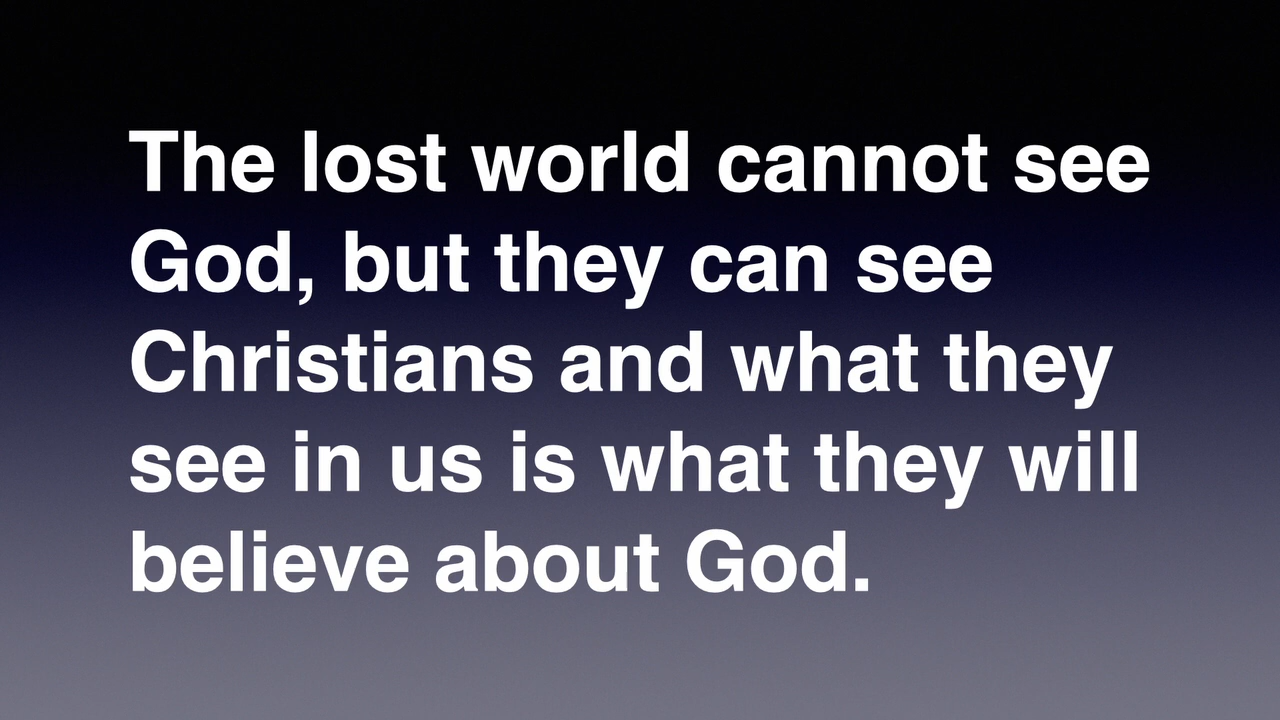 The lost world cannot see
God, but they can see
Christians and what they
see in us is what they will
believe about God.